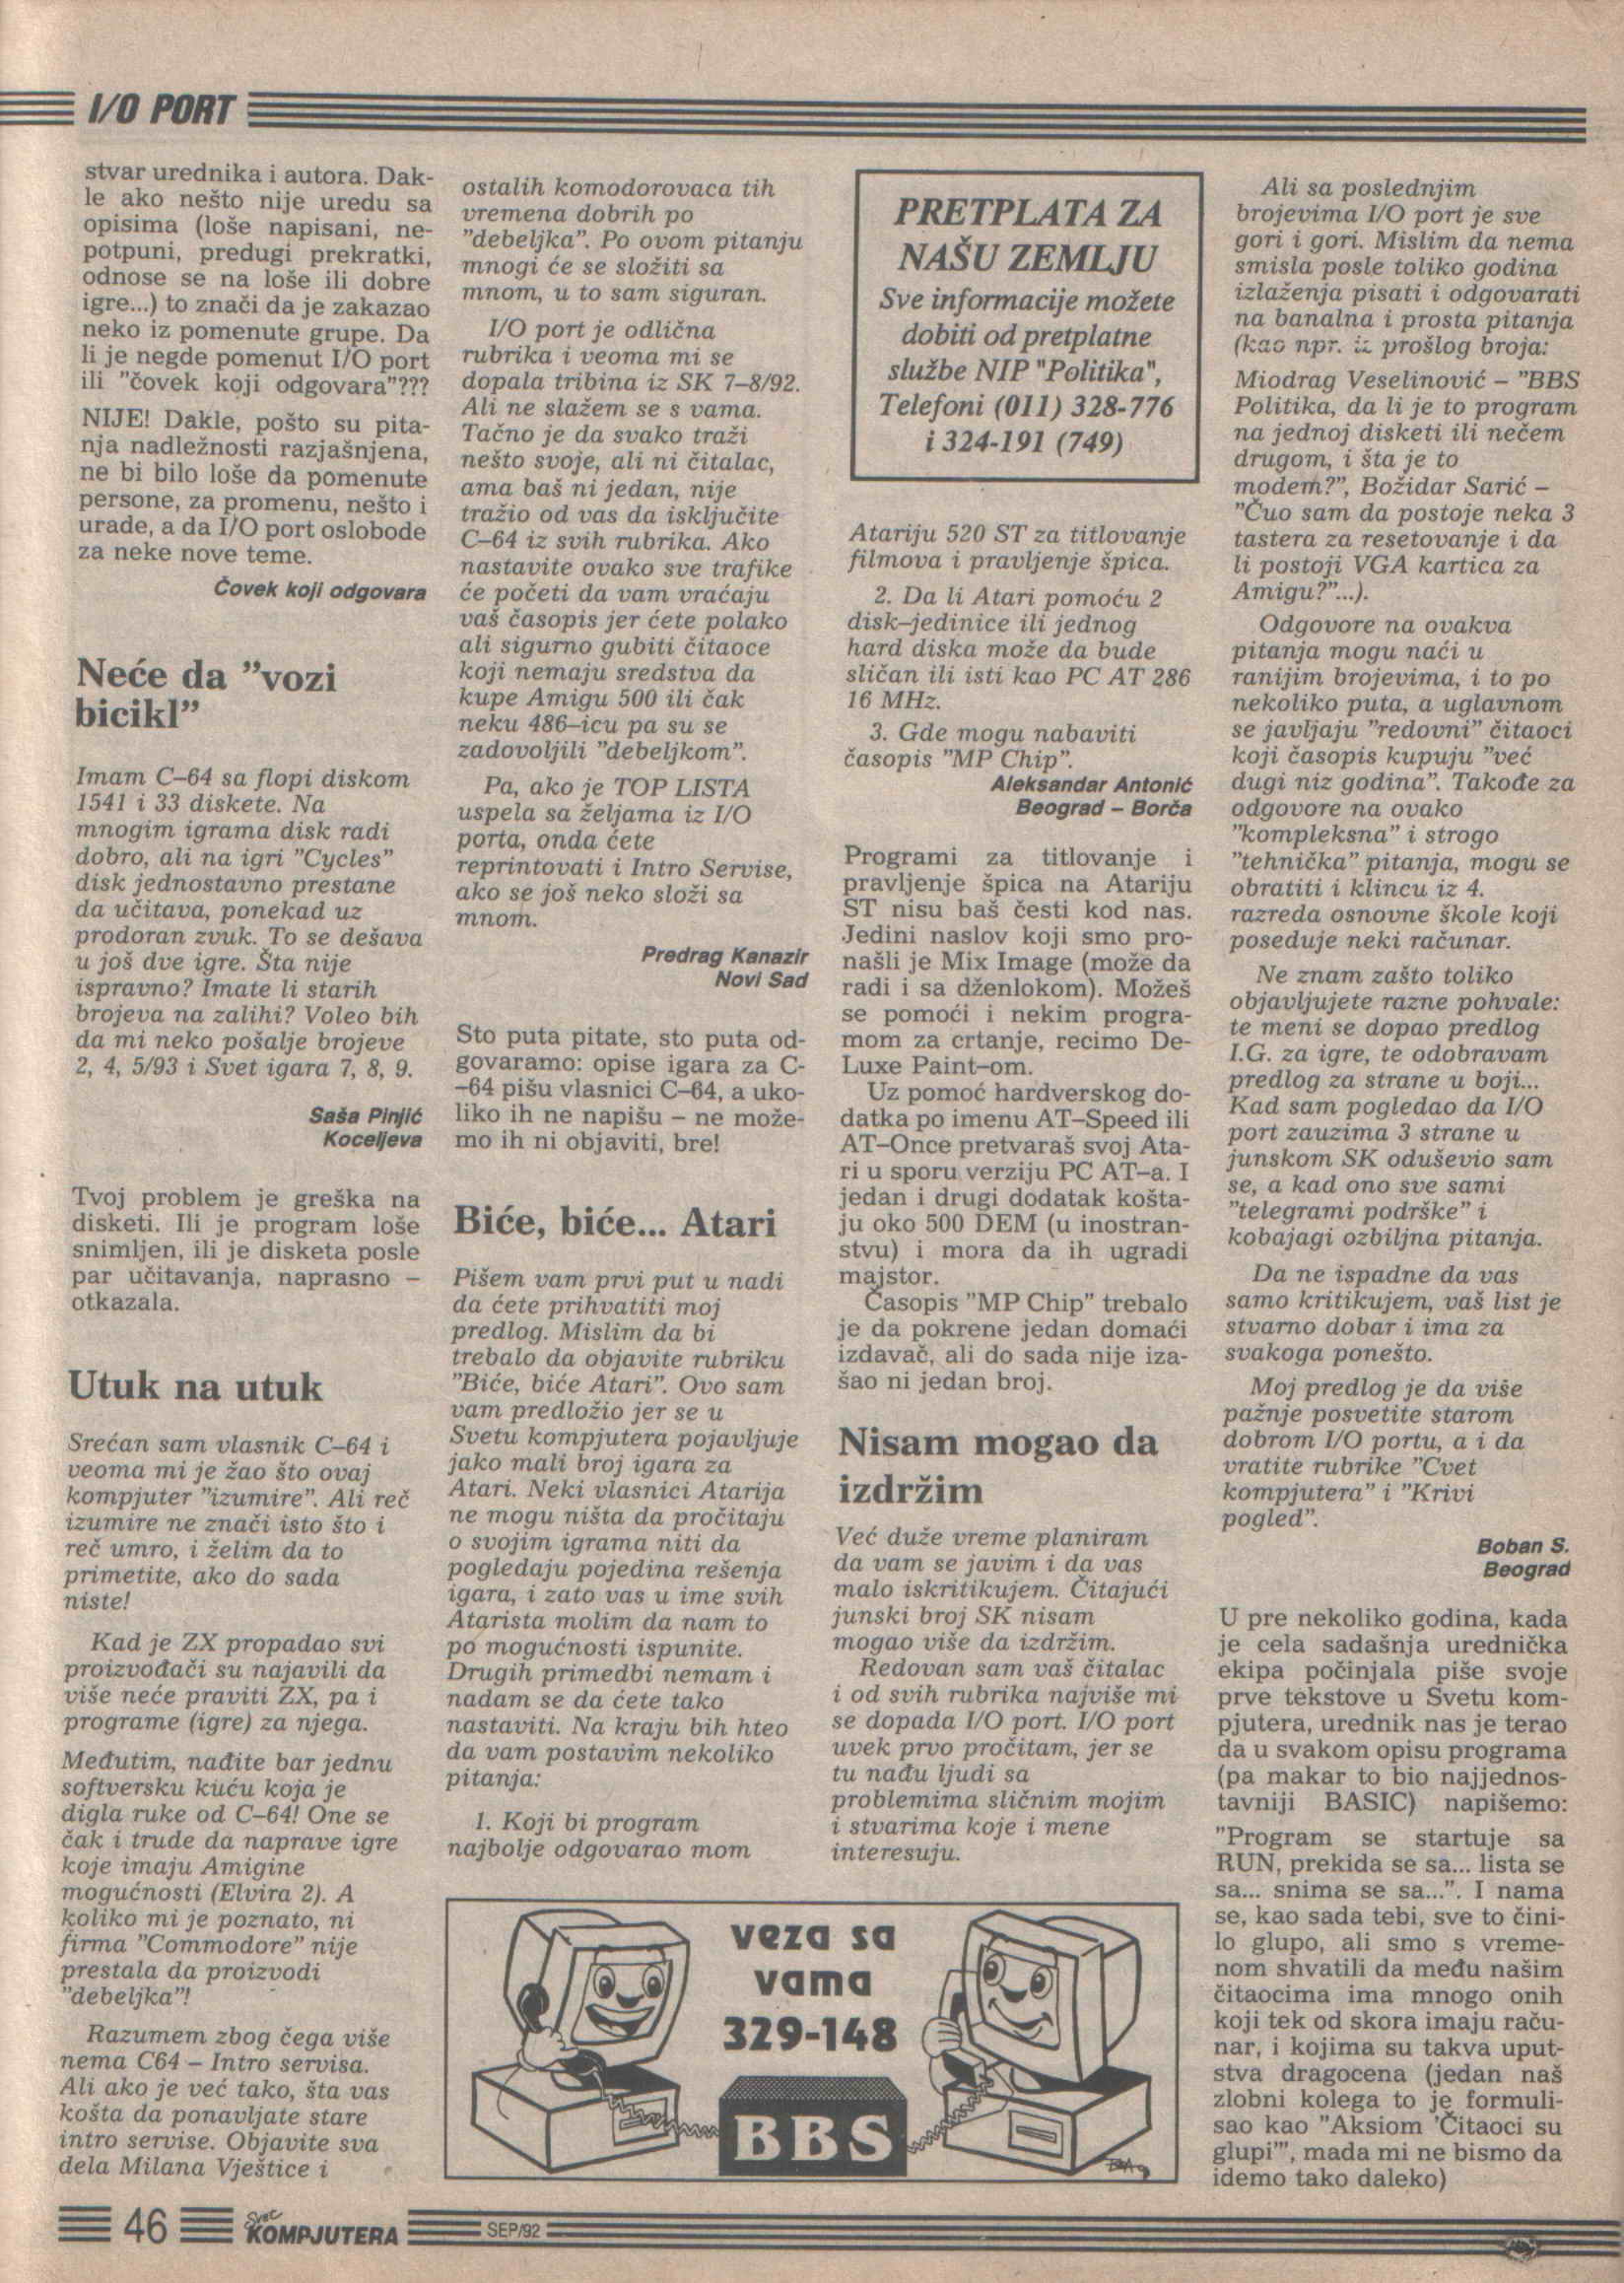 I/O PORT
stvar urednika i autora. Dak-
le ako nešto nije uredu sa
opisima (loše napisani, ne-
potpuni, predugi prekratki,
odnose se na loše ili dobre
igre...) to znači da je zakazao
neko iz pomenute grupe. Da
li je negde pomenut I/O port
ili ”čovek koji odgovara”???
NIJE! Dakle, pošto su pita-
nja nadležnosti razjašnjena,
ne bi bilo loše da pomenute
persone, za promenu, nešto i
urade, a da I/O port oslobode
za neke nove teme.
Čovek koji odgovara
Neće da ”vozi
bicikl”
Imam C–64 sa flopi diskom
1541 i 33 diskete. Na
mnogim igrama disk radi
dobro, ali na igri ”Cycles”
disk jednostavno prestane
da učitava, ponekad uz
prodoran zvuk. To se dešava
u još dve igre. Šta nije
ispravno? Imate li starih
brojeva na zalihi? Voleo bih
da mi neko pošalje brojeve
2, 4, 5/93 i Svet igara 7, 8, 9.
Saša Pinjić
Koceljeva
Tvoj problem je greška na
disketi. Ili je program loše
snimljen, ili je disketa posle
par učitavanja, naprasno –
otkazala.
Utuk na utuk
Srećan sam vlasnik C–64 i
veoma mi je žao što ovaj
kompjuter ”izumire”. Ali reč
izumire ne znači isto što i
reč umro, i želim da to
primetite, ako do sada
niste!
Kad je ZX propadao svi
proizvođači su najavili da
više neće praviti ZX, pa i
programe (igre) za njega.
Međutim, nađite bar jednu
softversku kuću koja je
digla ruke od C–64! One se
čak i trude da naprave igre
koje imaju Amigine
mogućnosti (Elvira 2). A
koliko mi je poznato, ni
firma ”Commodore” nije
prestala da proizvodi
”debeljka”!
Razumem zbog čega više
nema C64 – Intro servisa.
Ali ako je već tako, šta vas
košta da ponavljate stare
intro servise. Objavite sva
dela Milana Vještice i
ostalih komodorovaca tih
vremena dobrih po
”debeljka”. Po ovom pitanju
mnogi će se složiti sa
mnom, u to sam siguran.
I/O port je odlična
rubrika i veoma mi se
dopala tribina iz SK 7–8/92.
Ali ne slažem se s vama.
Tačno je da svako traži
nešto svoje, ali ni čitalac,
ama baš ni jedan, nije
tražio od vas da isključite
C–64 iz svih rubrika. Ako
nastavite ovako sve trafike
će početi da vam vraćaju
vaš časopis jer ćete polako
ali sigurno gubiti čitaoce
koji nemaju sredstva da
kupe Amigu 500 ili čak
neku 486–icu pa su se
zadovoljili ”debeljkom”.
Pa, ako je TOP LISTA
uspela sa željama iz I/O
porta, onda ćete
reprintovati i Intro Servise,
ako se još neko složi sa
mnom.
Predrag Kanazir
Novi Sad
Sto puta pitate, sto puta od-
govaramo: opise igara za C-
–64 pišu vlasnici C–64, a uko-
liko ih ne napišu – ne može-
mo ih ni objaviti, bre!
Biće, biće... Atari
Pišem vam prvi put u nadi
da ćete prihvatiti moj
predlog. Mislim da bi
trebalo da objavite rubriku
”Biće, biće Atari”. Ovo sam
vam predložio jer se u
Svetu kompjutera pojavljuje
jako mali broj igara za
Atari. Neki vlasnici Atarija
ne mogu ništa da pročitaju
o svojim igrama niti da
pogledaju pojedina rešenja
igara, i zato vas u ime svih
Atarista molim da nam to
po mogućnosti ispunite.
Drugih primedbi nemam i
nadam se da ćete tako
nastaviti. Na kraju bih hteo
da vam postavim nekoliko
pitanja:
1. Koji bi program
najbolje odgovarao mom
PRETPLATA ZA
NAŠU ZEMLJU
Sve informacije možete
dobiti od pretplatne
službe NIP "Politika",
Telefoni (011) 328-776
i 324-191 (749)
Atariju 520 ST za titlovanje
filmova i pravljenje špica.
2. Da li Atari pomoću 2
disk–jedinice ili jednog
hard diska može da bude
sličan ili isti kao PC AT 286
16 MHz.
3. Gde mogu nabaviti
časopis ”MP Chip”.
Aleksandar Antonić
Beograd – Borča
Programi za titlovanje i
pravljenje špica na Atariju
ST nisu baš česti kod nas.
Jedini naslov koji smo pro-
našli je Mix Image (može da
radi i sa dženlokom). Možeš
se pomoći i nekim progra-
mom za crtanje, recimo De-
Luxe Paint–om.
Uz pomoć hardverskog do-
datka po imenu AT–Speed ili
AT–Once pretvaraš svoj Ata-
ri u sporu verziju PC AT–a. I
jedan i drugi dodatak košta-
ju oko 500 DEM (u inostran-
stvu) i mora da ih ugradi
majstor.
Časopis ”MP Chip” trebalo
je da pokrene jedan domaći
izdavač, ali do sada nije iza-
šao ni jedan broj.
Nisam mogao da
izdržim
Već duže vreme planiram
da vam se javim i da vas
malo iskritikujem. Čitajući
junski broj SK nisam
mogao više da izdržim.
Redovan sam vaš čitalac
i od svih rubrika najviše mi
se dopada I/O port. I/O port
uvek prvo pročitam, jer se
tu nađu ljudi sa
problemima sličnim mojim
i stvarima koje i mene
interesuju.
veza sa
vama
329-148
BBS
Ali sa poslednjim
brojevima I/O port je sve
gori i gori. Mislim da nema
smisla posle toliko godina
izlaženja pisati i odgovarati
na banalna i prosta pitanja
(kao npr. iz prošlog broja:
Miodrag Veselinović – ”BBS
Politika, da li je to program
na jednoj disketi ili nečem
drugom, i šta je to
modem?”, Božidar Sarić –
”Čuo sam da postoje neka 3
tastera za resetovanje i da
li postoji VGA kartica za
Amigu?”...).
Odgovore na ovakva
pitanja mogu naći u
ranijim brojevima, i to po
nekoliko puta, a uglavnom
se javljaju ”redovni” čitaoci
koji časopis kupuju ”već
dugi niz godina”. Takođe za
odgovore na ovako
”kompleksna” i strogo
”tehnička” pitanja, mogu se
obratiti i klincu iz 4.
razreda osnovne škole koji
poseduje neki računar.
Ne znam zašto toliko
objavljujete razne pohvale:
te meni se dopao predlog
I.G. za igre, te odobravam
predlog za strane u boji...
Kad sam pogledao da I/O
port zauzima 3 strane u
junskom SK oduševio sam
se, a kad ono sve sami
”telegrami podrške” i
kobajagi ozbiljna pitanja.
Da ne ispadne da vas
samo kritikujem, vaš list je
stvarno dobar i ima za
svakoga ponešto.
Moj predlog je da više
pažnje posvetite starom
dobrom I/O portu, a i da
vratite rubrike ”Cvet
kompjutera” i ”Krivi
pogled”.
Boban S.
Beograd
U pre nekoliko godina, kada
je cela sadašnja urednička
ekipa počinjala piše svoje
prve tekstove u Svetu kom-
pjutera, urednik nas je terao
da u svakom opisu programa
(pa makar to bio najjednos-
tavniji BASIC) napišemo:
”Program se startuje sa
RUN, prekida se sa... lista se
sa... snima se sa...”. I nama
se, kao sada tebi, sve to čini-
lo glupo, ali smo s vreme-
nom shvatili da među našim
čitaocima ima mnogo onih
koji tek od skora imaju raču-
nar, i kojima su takva uput-
stva dragocena (jedan naš
zlobni kolega to je formuli-
sao kao ”Aksiom ’Čitaoci su
glupi’”, mada mi ne bismo da
idemo tako daleko)
46
Svet
KOMPJUTERA
SEP/92